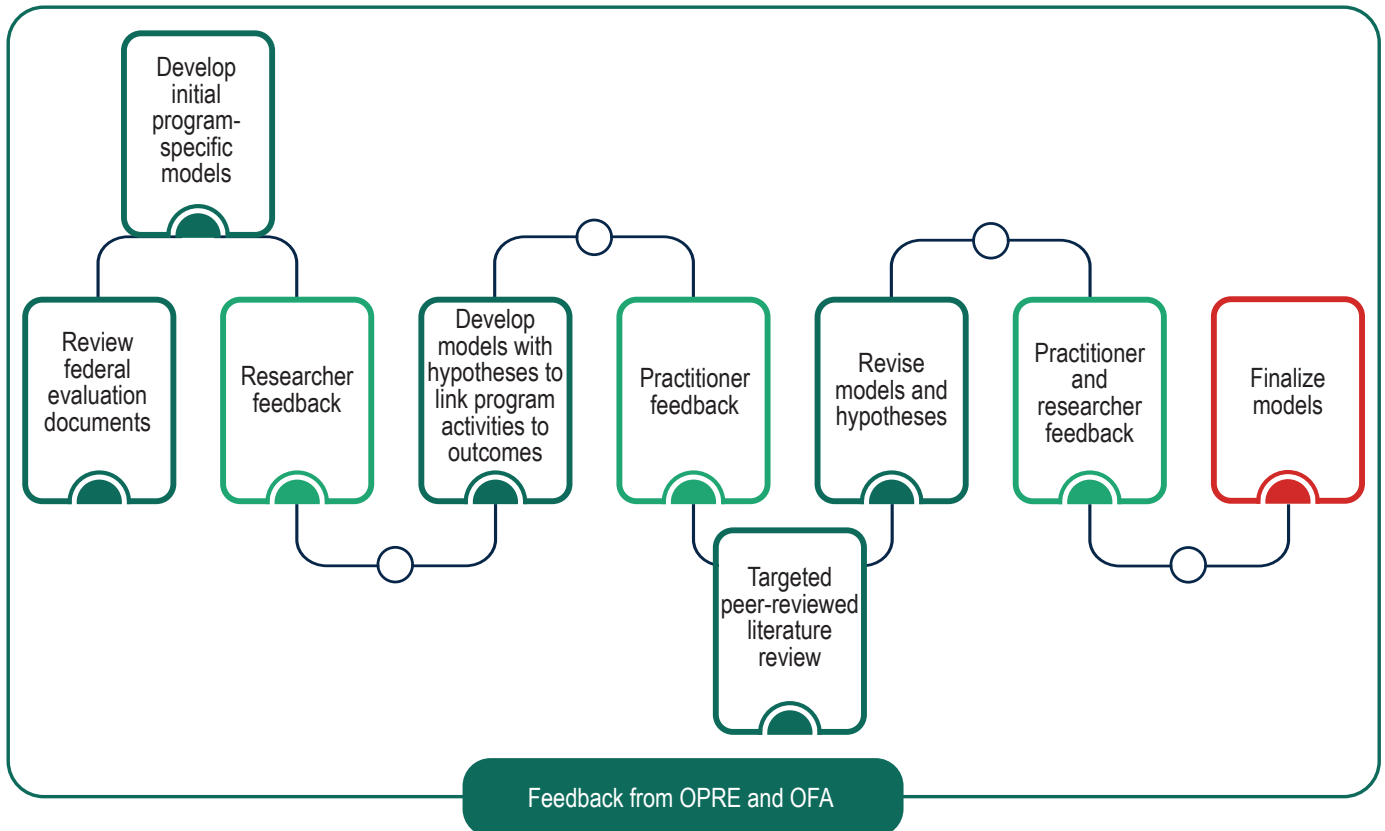 Develop
initial
program-
specific
models
Review
federal
evaluation
documents
Researcher
feedback
Develop
models with
hypotheses to
link program
activities to
outcomes
Practitioner
feedback
Targeted
peer-reviewed
literature
review
Revise
models and
hypotheses
Practitioner
and
researcher
feedback
Finalize
models
Feedback from OPRE and OFA